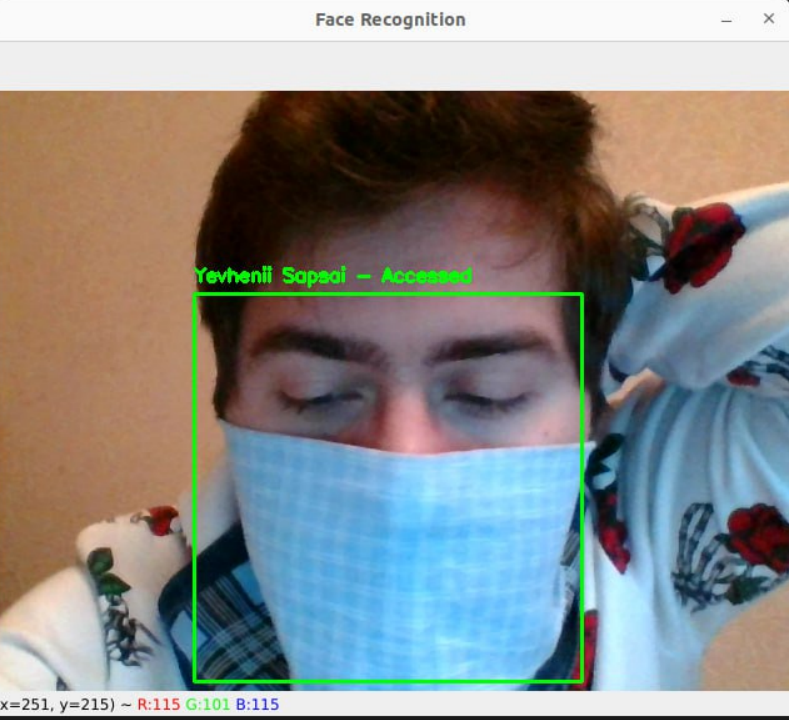 Face Recognition
Yevhenii Sapsai - Accessed
x=251, y=215) ~ R:115 G:101 B:115